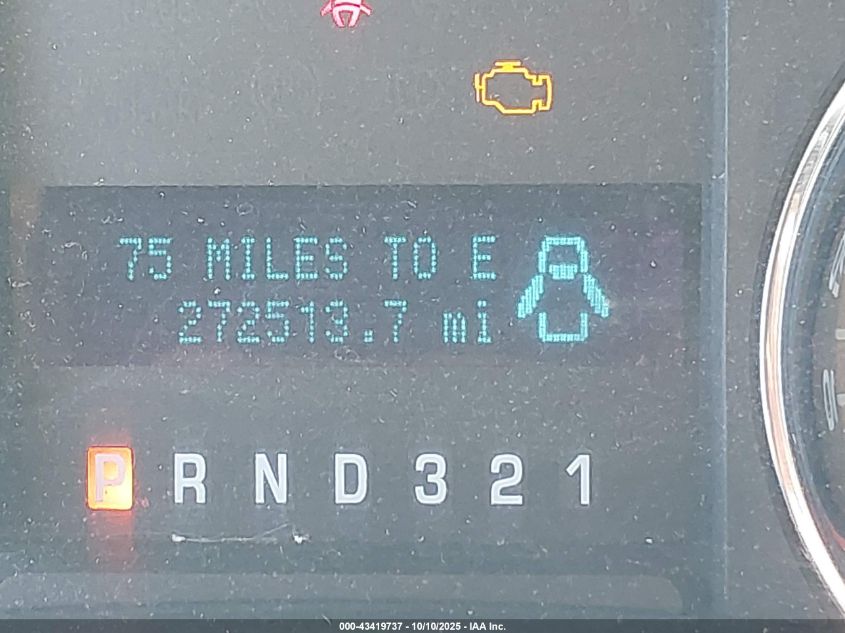 75 MILES TO E
272513.7 mi
P R N D 3 2 1
000-43419737 - 10/10/2025 - IAA Inc.